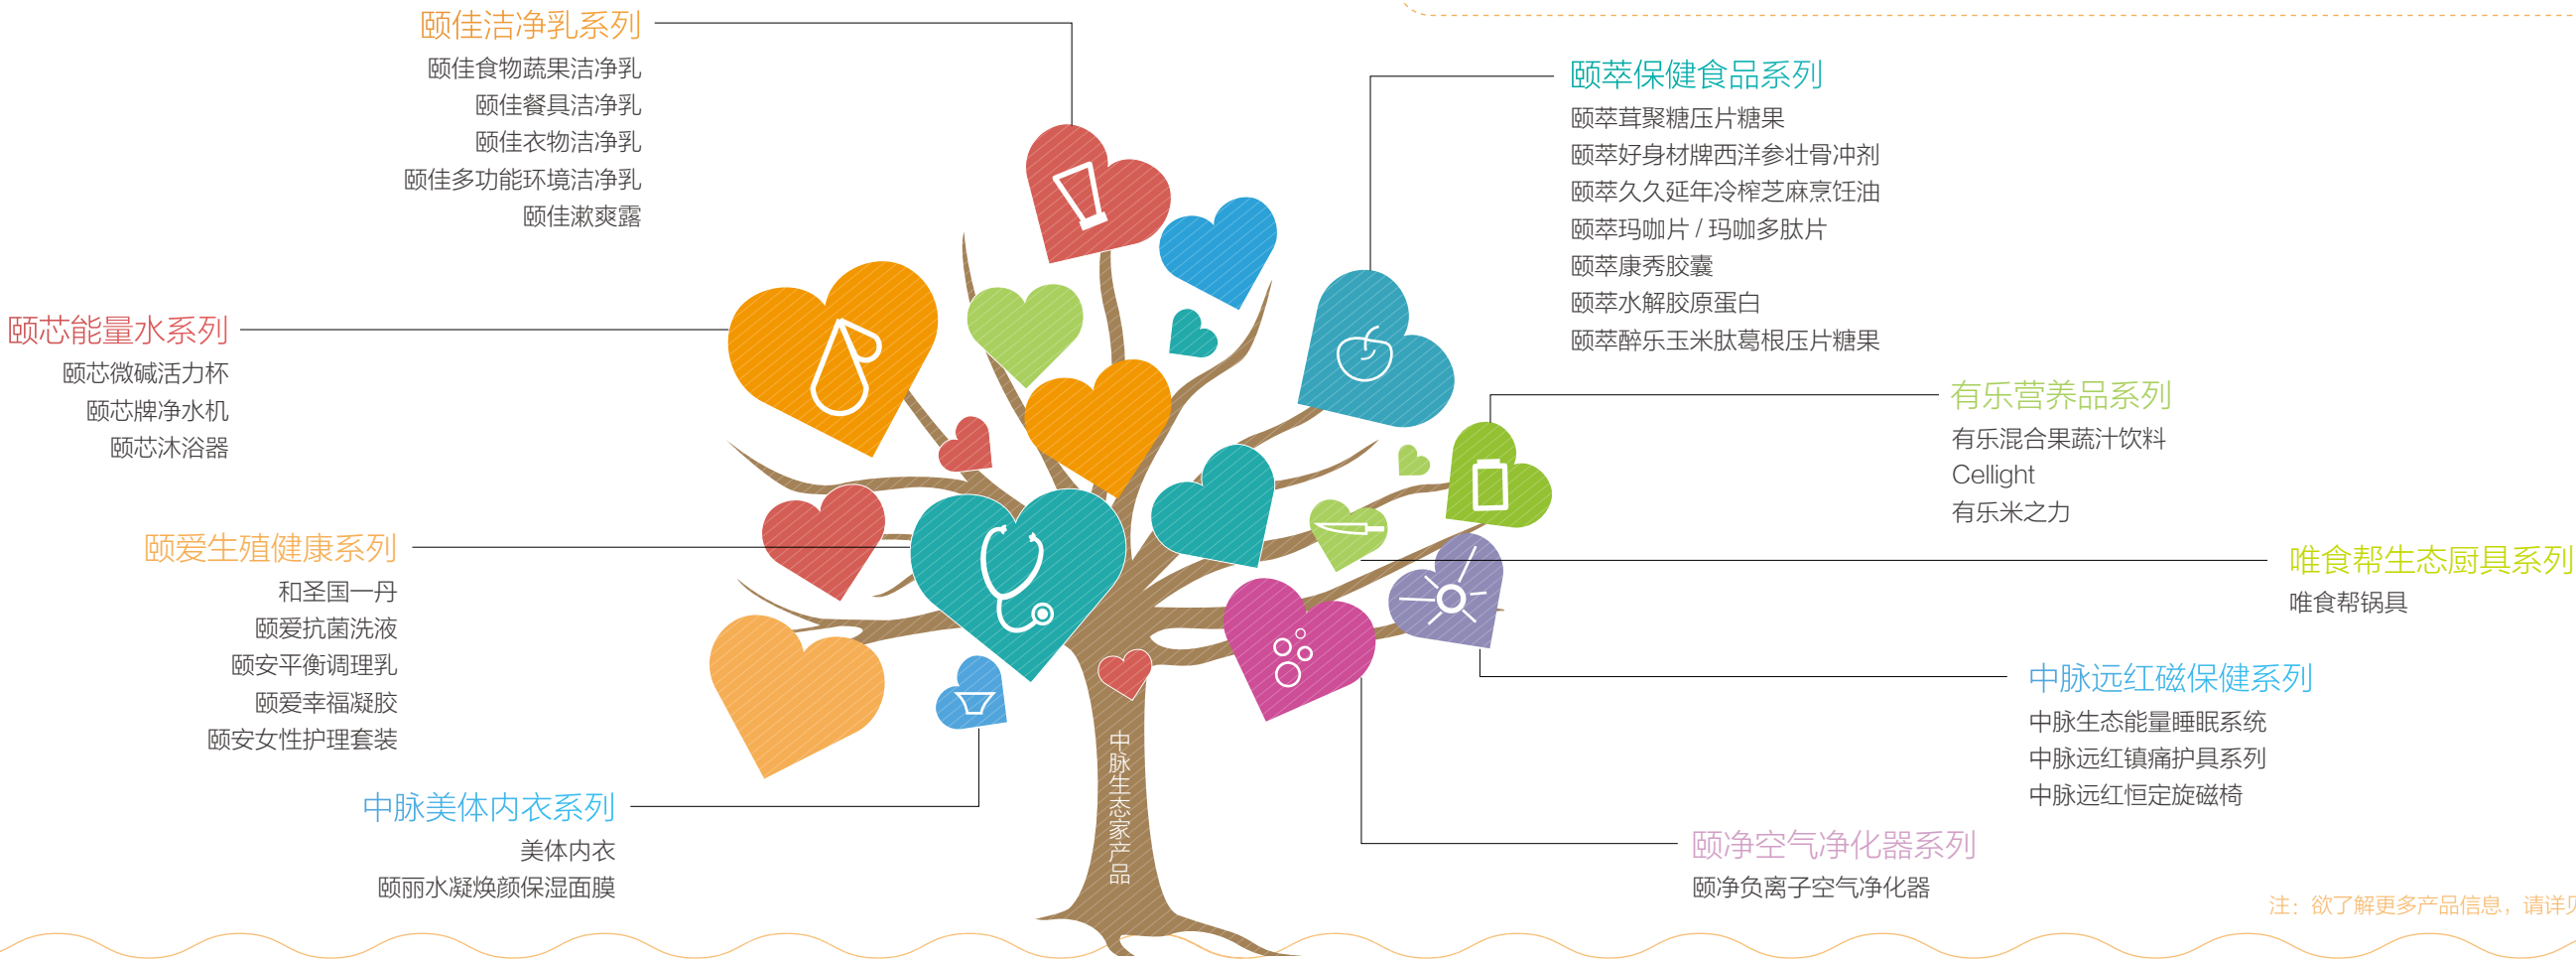 颐佳洁净乳系列
颐佳食物蔬果洁净乳
颐佳餐具洁净乳
颐佳衣物洁净乳
颐佳多功能环境洁净乳
颐佳漱爽露
颐芯能量水系列
颐芯微碱活力杯
颐芯牌净水机
颐芯沐浴器
颐爱生殖健康系列
和圣国一丹
颐爱抗菌洗液
颐安平衡调理乳
颐爱幸福凝胶
颐安女性护理套装
中脉美体内衣系列
美体内衣
颐丽水凝焕颜保湿面膜
中脉生态家产品
颐萃保健食品系列
颐萃茸聚糖压片糖果
颐萃好身材牌西洋参壮骨冲剂
颐萃久久延年冷榨芝麻烹饪油
颐萃玛咖片 / 玛咖多肽片
颐萃康秀胶囊
颐萃水解胶原蛋白
颐萃醉乐玉米肽葛根压片糖果
有乐营养品系列
有乐混合果蔬汁饮料
Cellight
有乐米之力
唯食帮生态厨具系列
唯食帮锅具
中脉远红磁保健系列
中脉生态能量睡眠系统
中脉远红镇痛护具系列
中脉远红恒定旋磁椅
颐净空气净化器系列
颐净负离子空气净化器
注：欲了解更多产品信息，请详见